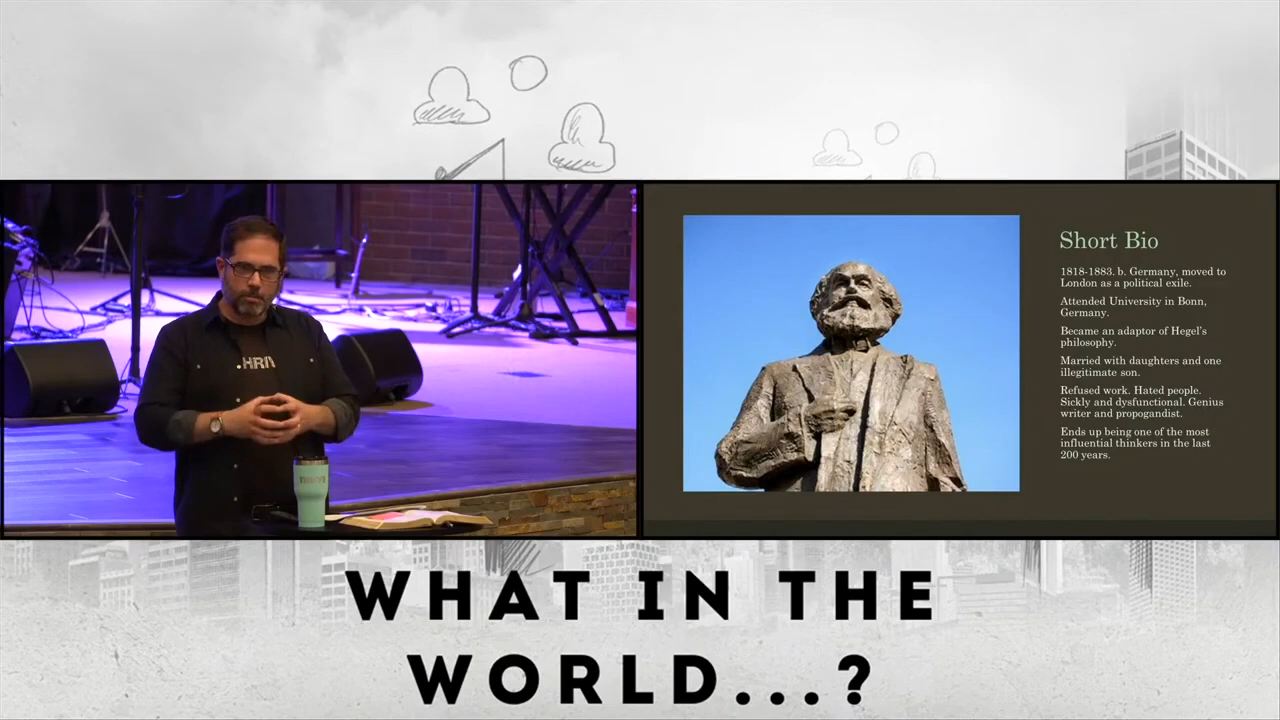 HRIV
Short Bio
1818-1883. b. Germany, moved to
London as a political exile.
Attended University in Bonn,
Germany.
Became an adaptor of Hegel's
philosophy.
Married with daughters and one
illegitimate son.
Refused work. Hated people.
Sickly and dysfunctional. Genius
writer and propogandist.
Ends up being one of the most
influential thinkers in the last
200 years.
WHAT IN THE
WORLD...?